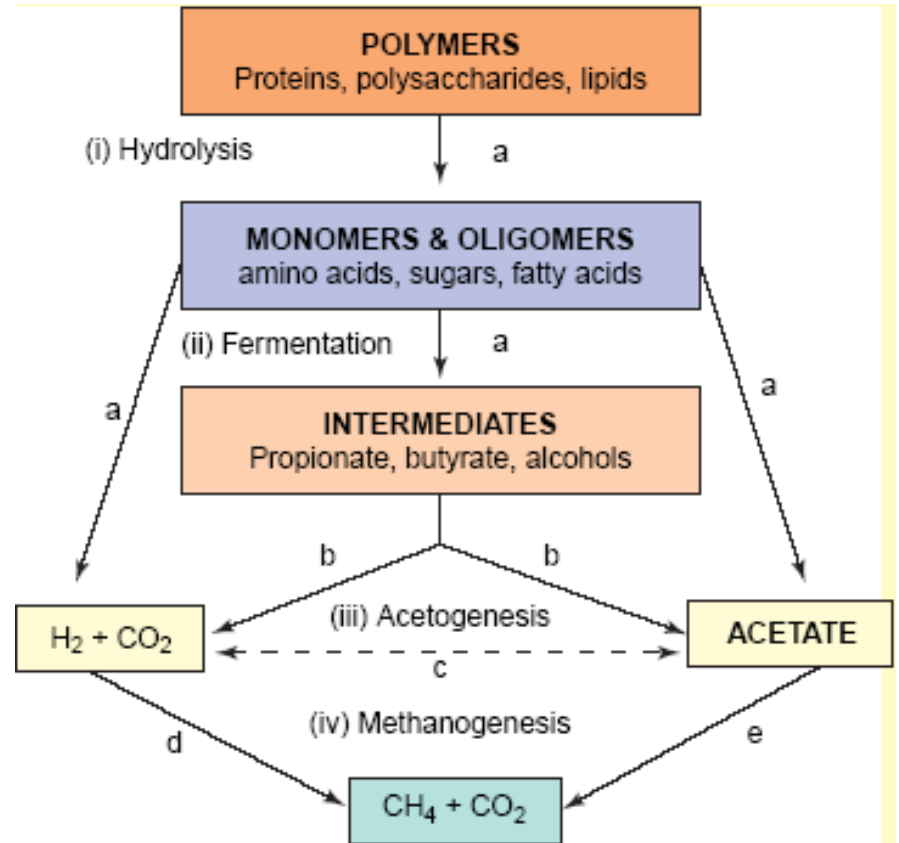 POLYMERS
Proteins, polysaccharides, lipids
(i) Hydrolysis
a
MONOMERS & OLIGOMERS
amino acids, sugars, fatty acids
(ii) Fermentation
a
a
a
INTERMEDIATES
Propionate, butyrate, alcohols
b
b
(iii) Acetogenesis
H₂ + CO₂
ACETATE
c
(iv) Methanogenesis
d
e
CH₄ + CO₂